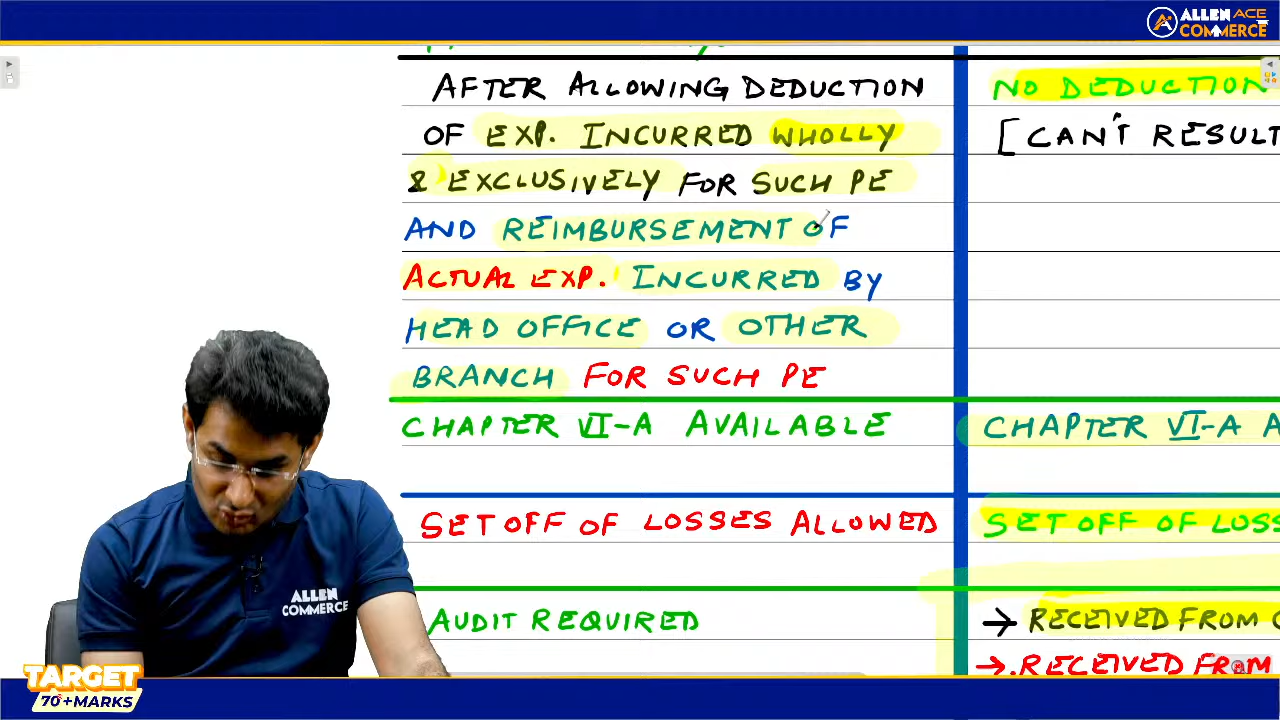 ALLEN ACE
COMMERCE
AFTER ALLOWING DEDUCTION
OF EXP. INCURRED WHOLLY
& EXCLUSIVELY FOR SUCH PE
AND REIMBURSEMENT OF
ACTUAL EXP. INCURRED BY
HEAD OFFICE OR OTHER
BRANCH FOR SUCH PE
CHAPTER VI-A AVAILABLE
SET OFF OF LOSSES ALLOWED
AUDIT REQUIRED
NO DEDUCTION
[CAN'T RESULT
CHAPTER VI-A A
SET OFF OF LOSS
→ RECEIVED FROM
→. RECEIVED FROM
ALLEN
COMMERCE
TARGET
70+MARKS